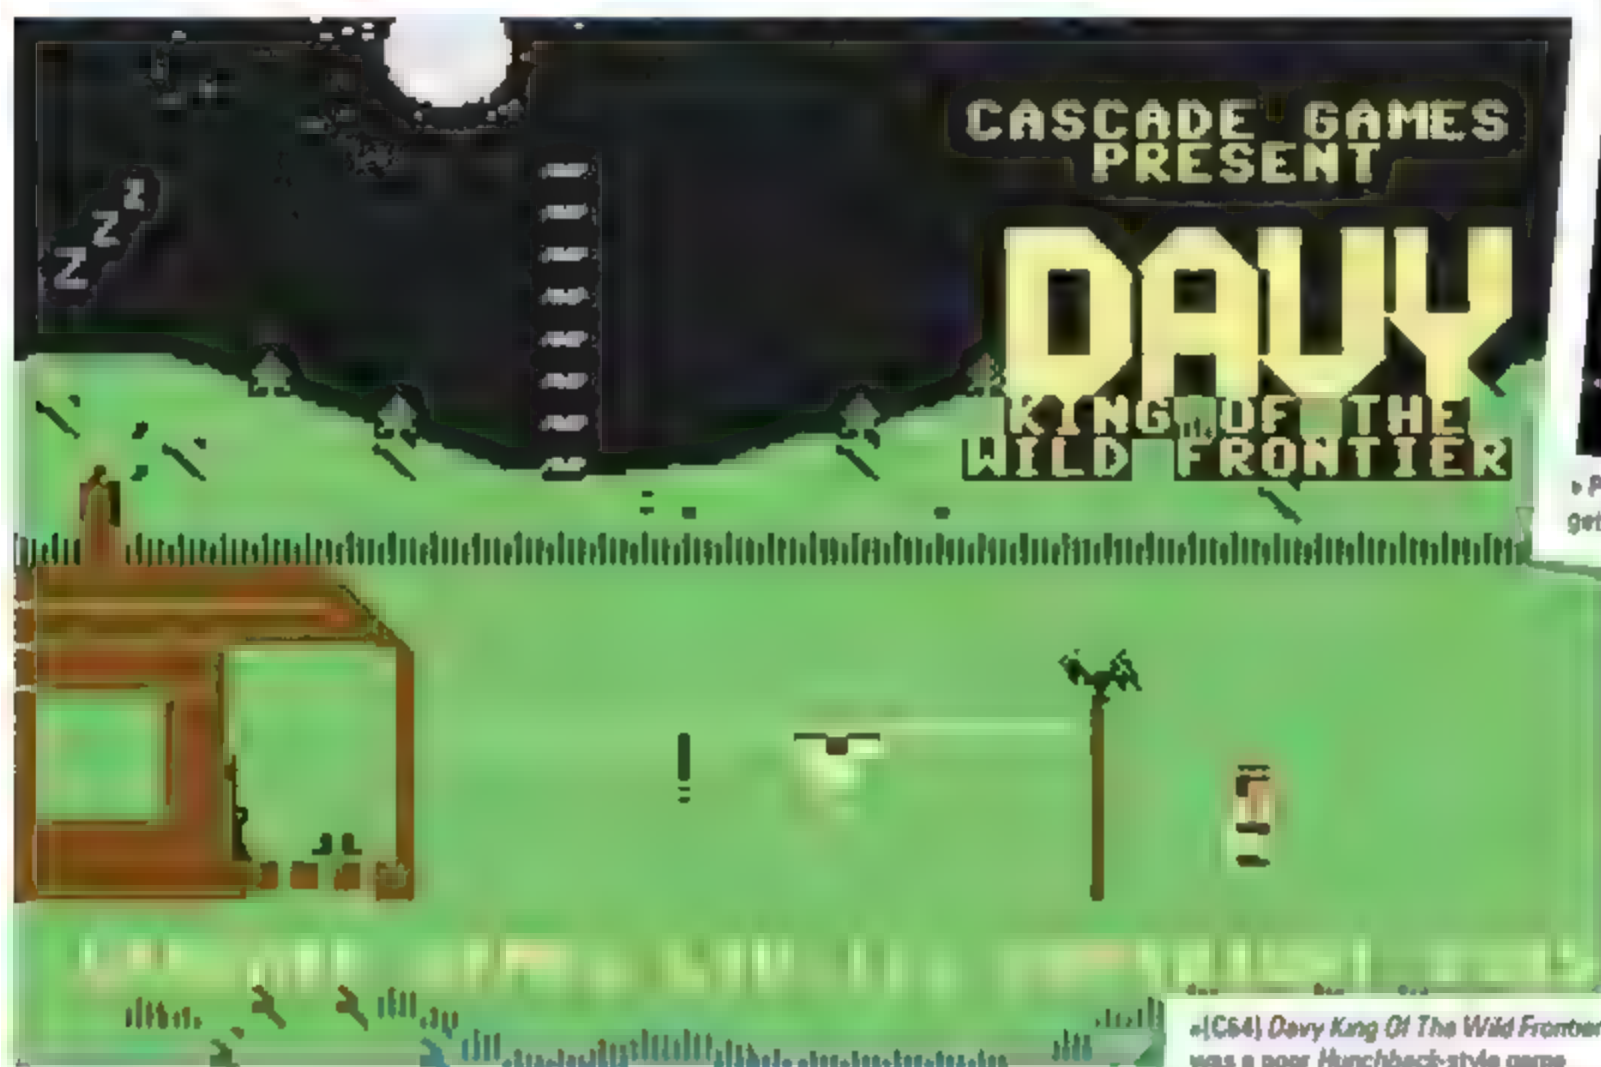 CASCADE GAMES
PRESENT
Z
Z
Z
DAVY
KING OF THE
WILD FRONTIER
get
»[C64] Davy King Of The Wild Frontier
was a poor Hunchback-style game